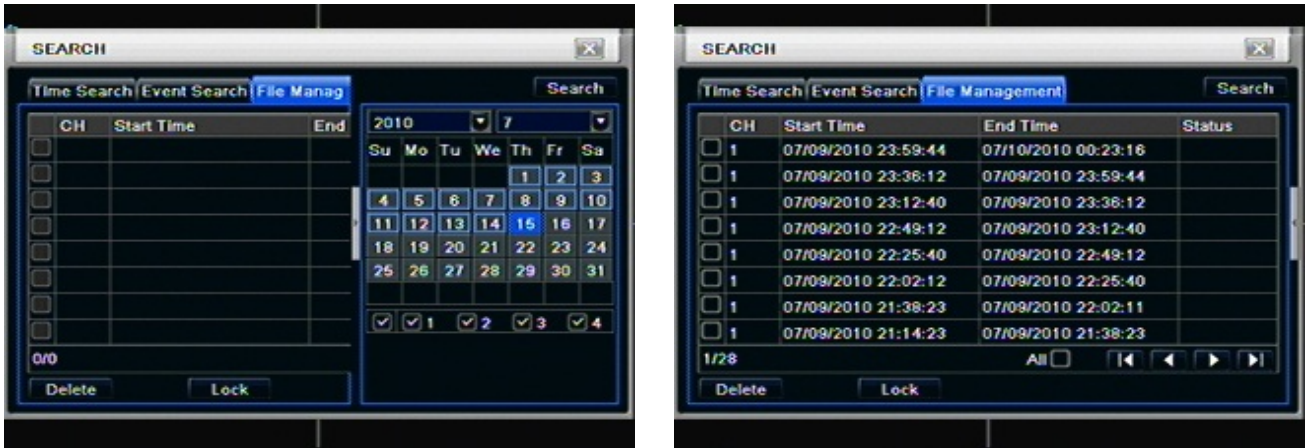 SEARCH
Time Search Event Search File Manag Search
CH Start Time End
2010 7
Su Mo Tu We Th Fr Sa
1 2 3
4 5 6 7 8 9 10
11 12 13 14 15 16 17
18 19 20 21 22 23 24
25 26 27 28 29 30 31
1 2 3 4
0/0
Delete Lock
SEARCH
Time Search Event Search File Management Search
CH Start Time End Time Status
1 07/09/2010 23:59:44 07/10/2010 00:23:16
1 07/09/2010 23:36:12 07/09/2010 23:59:44
1 07/09/2010 23:12:40 07/09/2010 23:36:12
1 07/09/2010 22:49:12 07/09/2010 23:12:40
1 07/09/2010 22:25:40 07/09/2010 22:49:12
1 07/09/2010 22:02:12 07/09/2010 22:25:40
1 07/09/2010 21:38:23 07/09/2010 22:02:11
1 07/09/2010 21:14:23 07/09/2010 21:38:23
1/28 All
Delete Lock